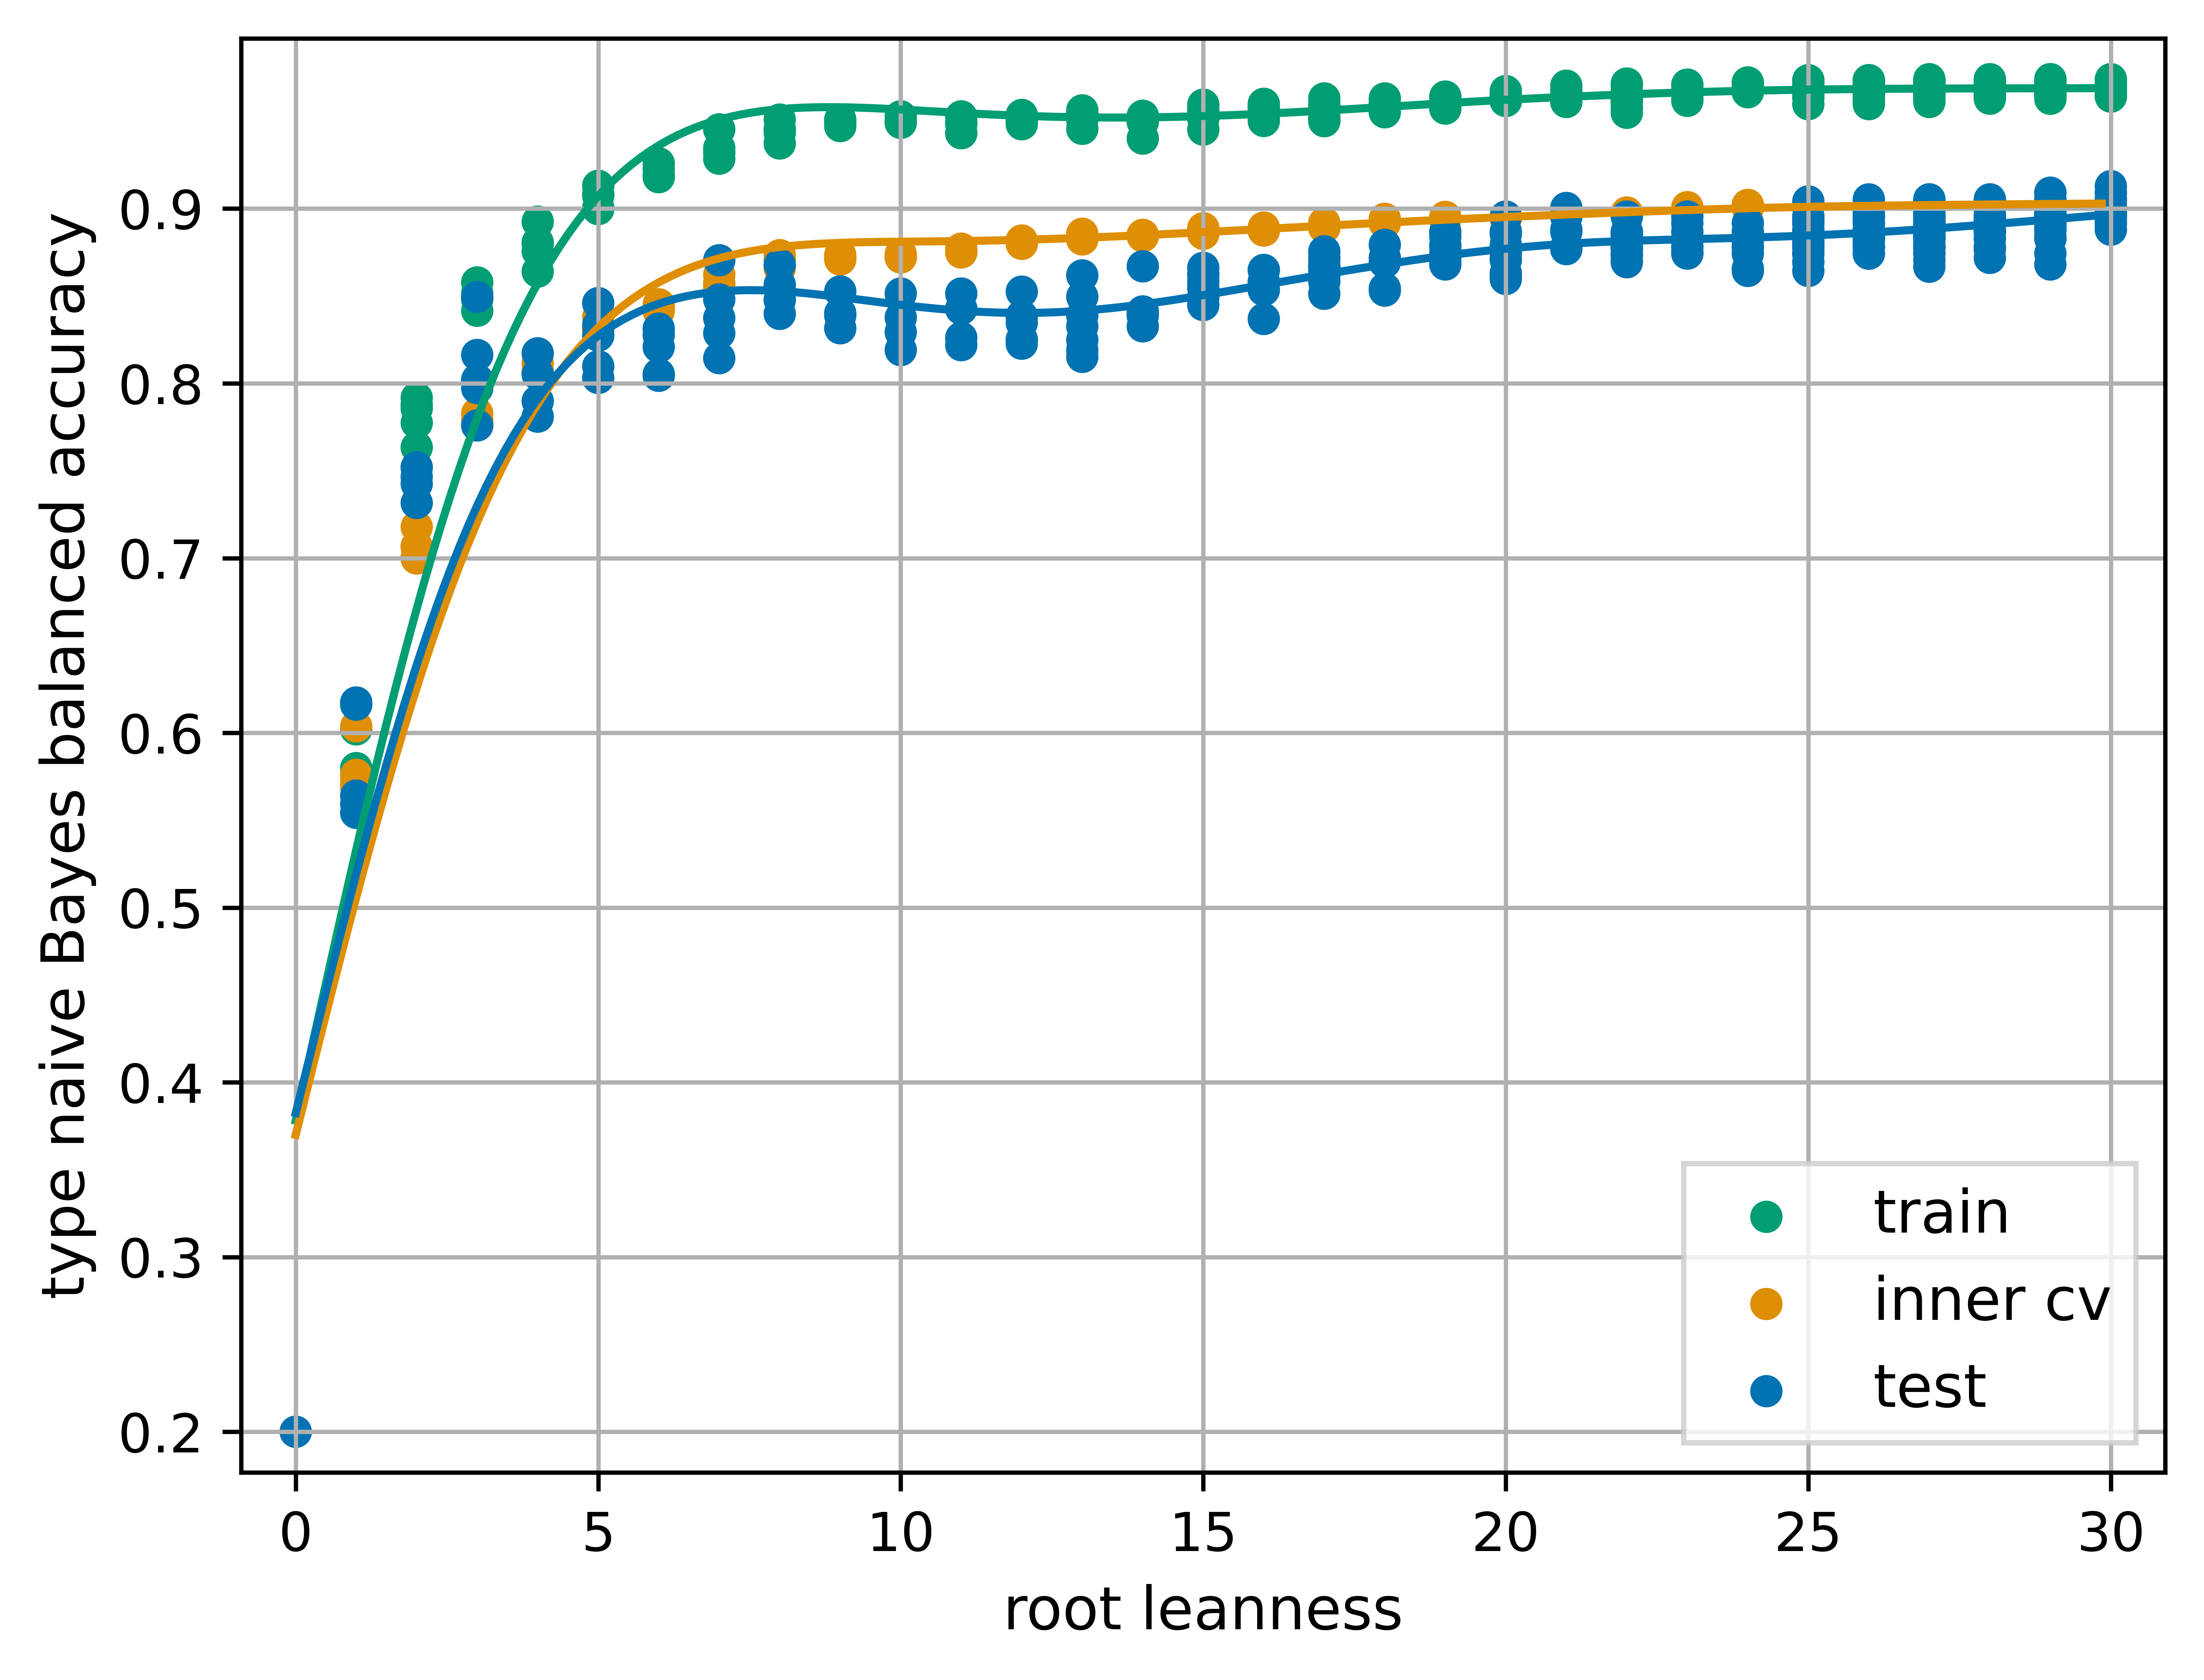 type naive Bayes balanced accuracy
0.9
0.8
0.7
0.6
0.5
0.4
0.3
0.2
0 5 10 15 20 25 30
root leanness
train
inner cv
test